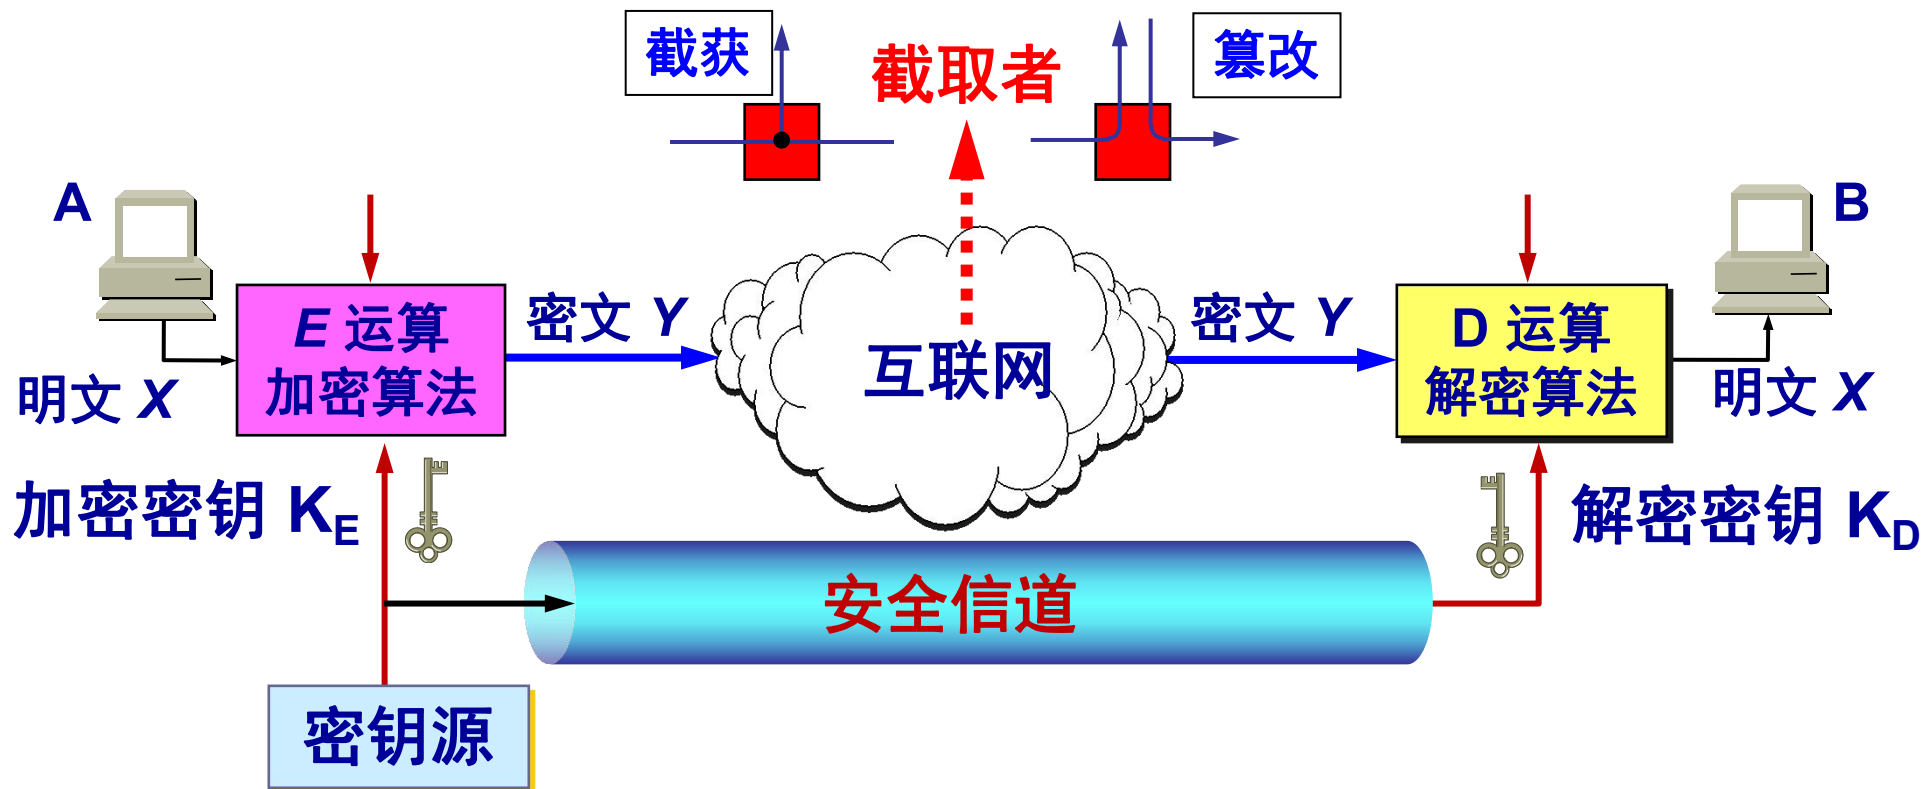 截获
截取者
篡改
A
B
E 运算
加密算法
密文 Y
互联网
密文 Y
D 运算
解密算法
明文 X
明文 X
加密密钥 KE
解密密钥 KD
安全信道
密钥源